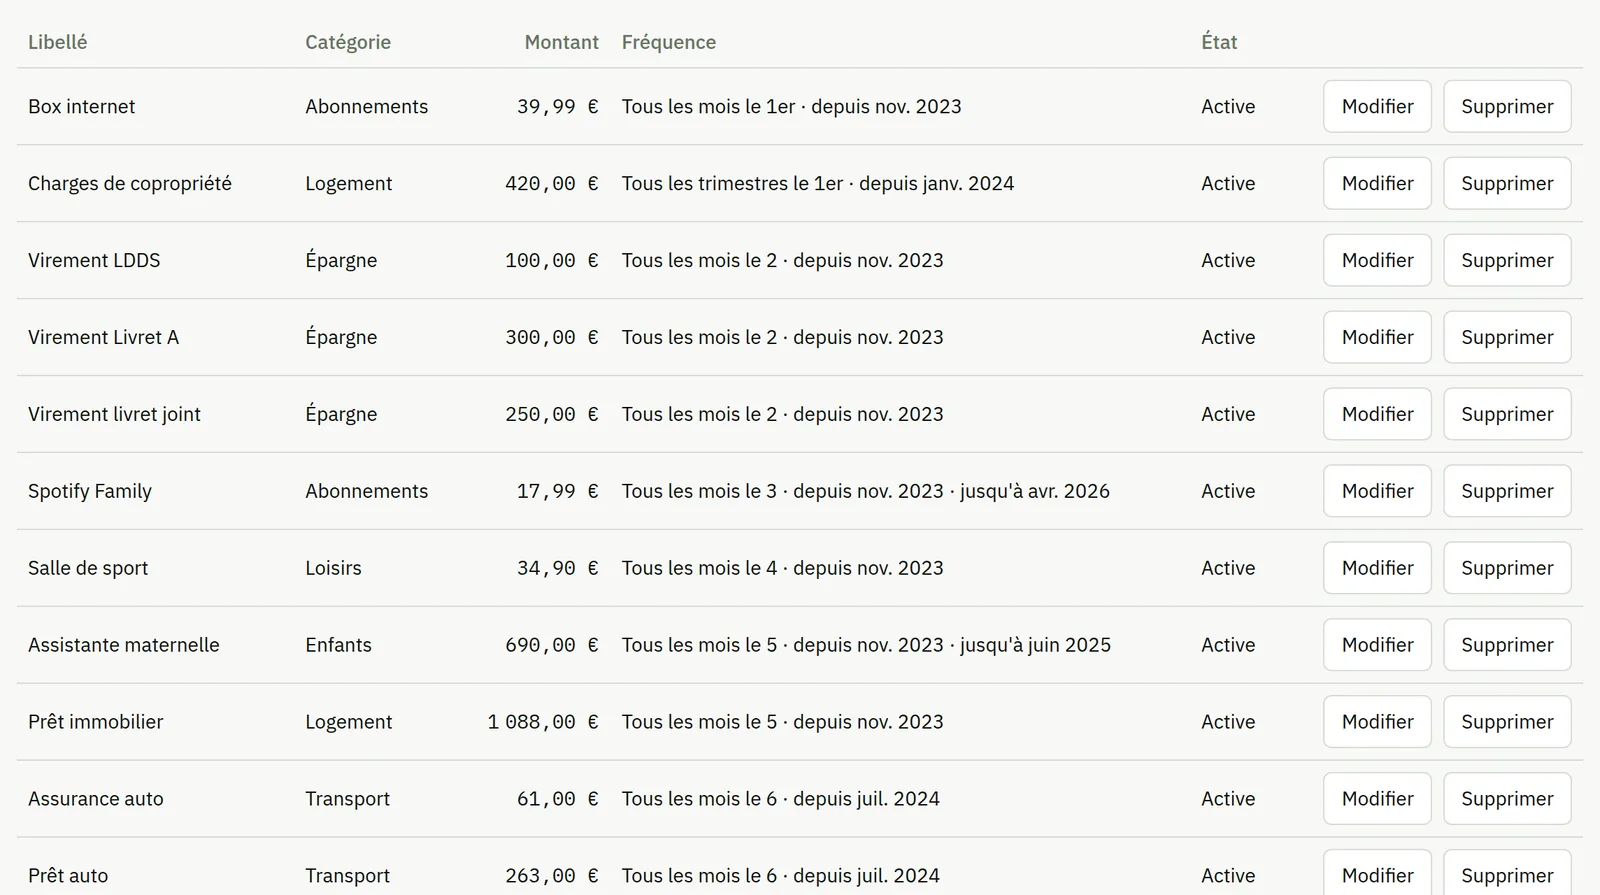 Libellé Catégorie Montant Fréquence État
Box internet Abonnements 39,99 € Tous les mois le 1er · depuis nov. 2023 Active Modifier Supprimer
Charges de copropriété Logement 420,00 € Tous les trimestres le 1er · depuis janv. 2024 Active Modifier Supprimer
Virement LDDS Épargne 100,00 € Tous les mois le 2 · depuis nov. 2023 Active Modifier Supprimer
Virement Livret A Épargne 300,00 € Tous les mois le 2 · depuis nov. 2023 Active Modifier Supprimer
Virement livret joint Épargne 250,00 € Tous les mois le 2 · depuis nov. 2023 Active Modifier Supprimer
Spotify Family Abonnements 17,99 € Tous les mois le 3 · depuis nov. 2023 · jusqu'à avr. 2026 Active Modifier Supprimer
Salle de sport Loisirs 34,90 € Tous les mois le 4 · depuis nov. 2023 Active Modifier Supprimer
Assistante maternelle Enfants 690,00 € Tous les mois le 5 · depuis nov. 2023 · jusqu'à juin 2025 Active Modifier Supprimer
Prêt immobilier Logement 1 088,00 € Tous les mois le 5 · depuis nov. 2023 Active Modifier Supprimer
Assurance auto Transport 61,00 € Tous les mois le 6 · depuis juil. 2024 Active Modifier Supprimer
Prêt auto Transport 263,00 € Tous les mois le 6 · depuis juil. 2024 Active Modifier Supprimer